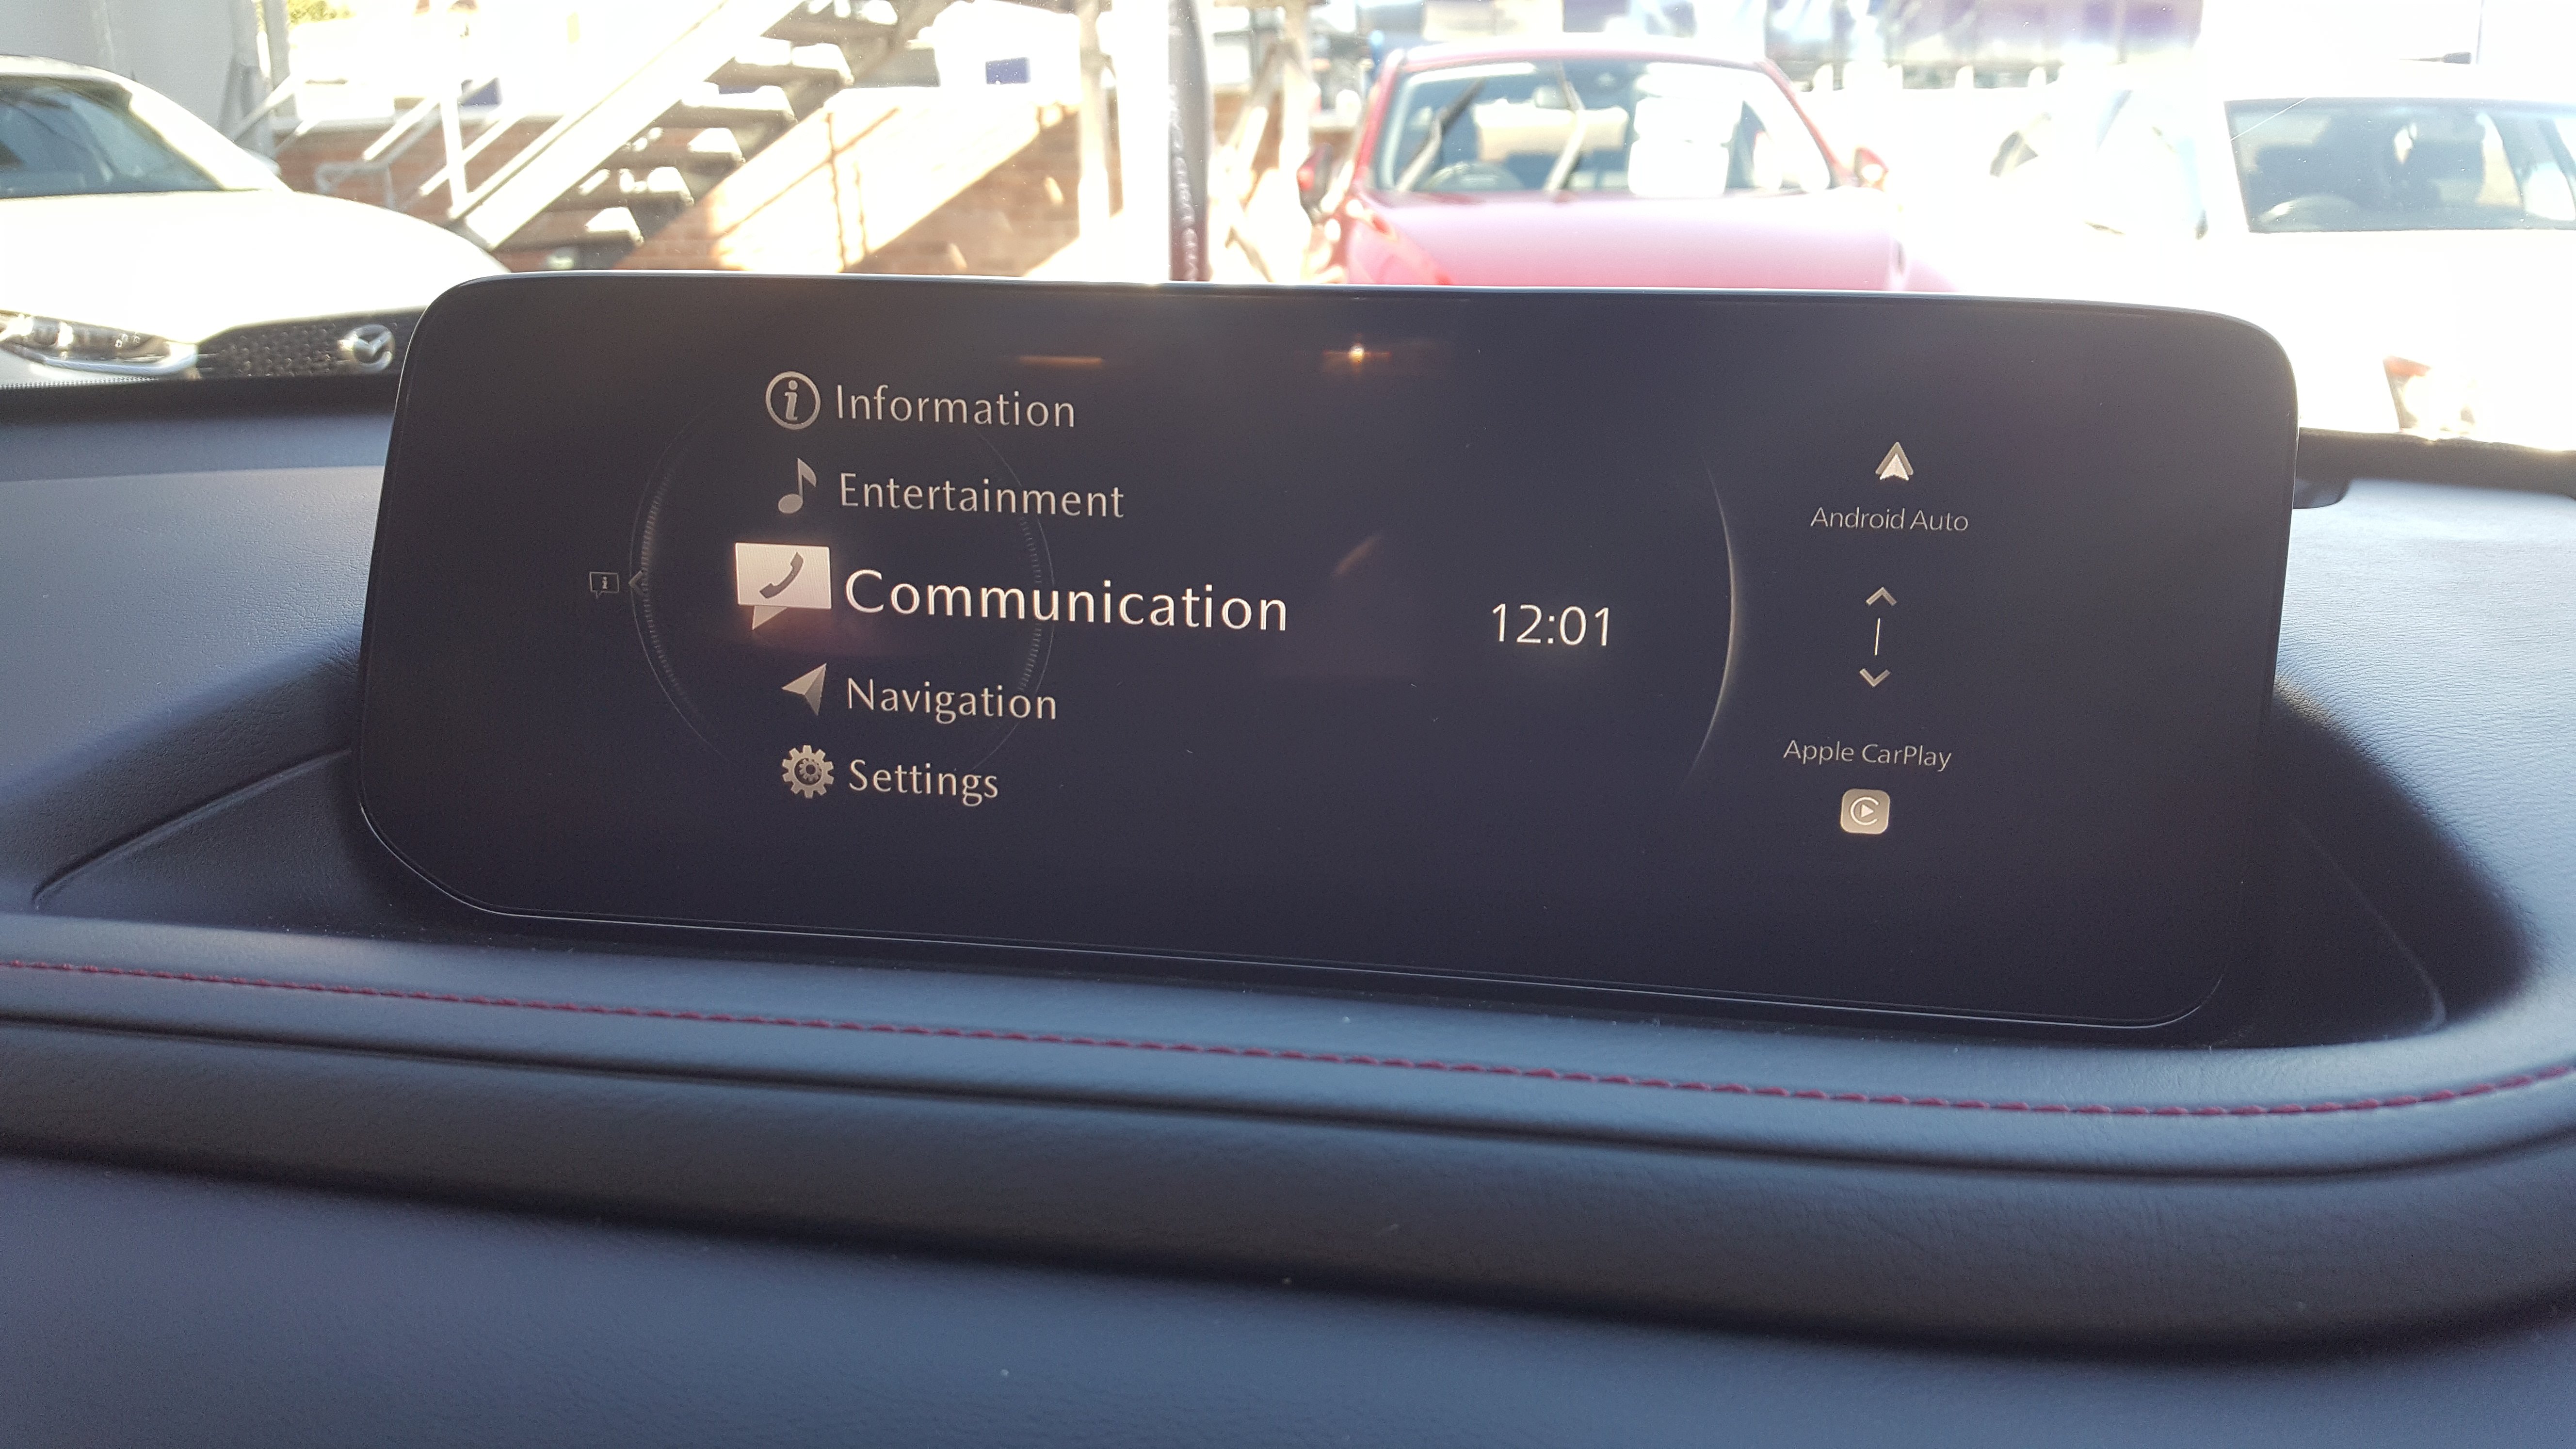 Information
Entertainment
Communication
Navigation
Settings
12:01
Android Auto
Apple CarPlay